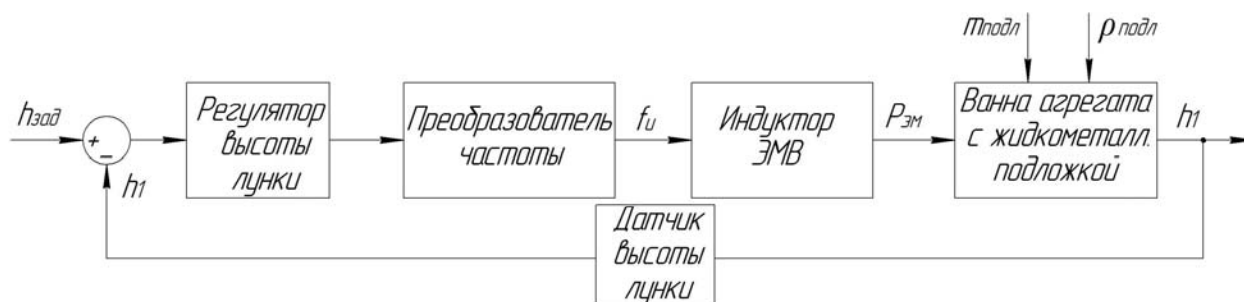 mподл
ρ подл
hзад
+
−
h1
Регулятор
высоты
лунки
Преобразователь
частоты
fи
Индуктор
ЭМВ
Pэм
Ванна агрегата
с жидкометалл.
подложкой
h1
Датчик
высоты
лунки